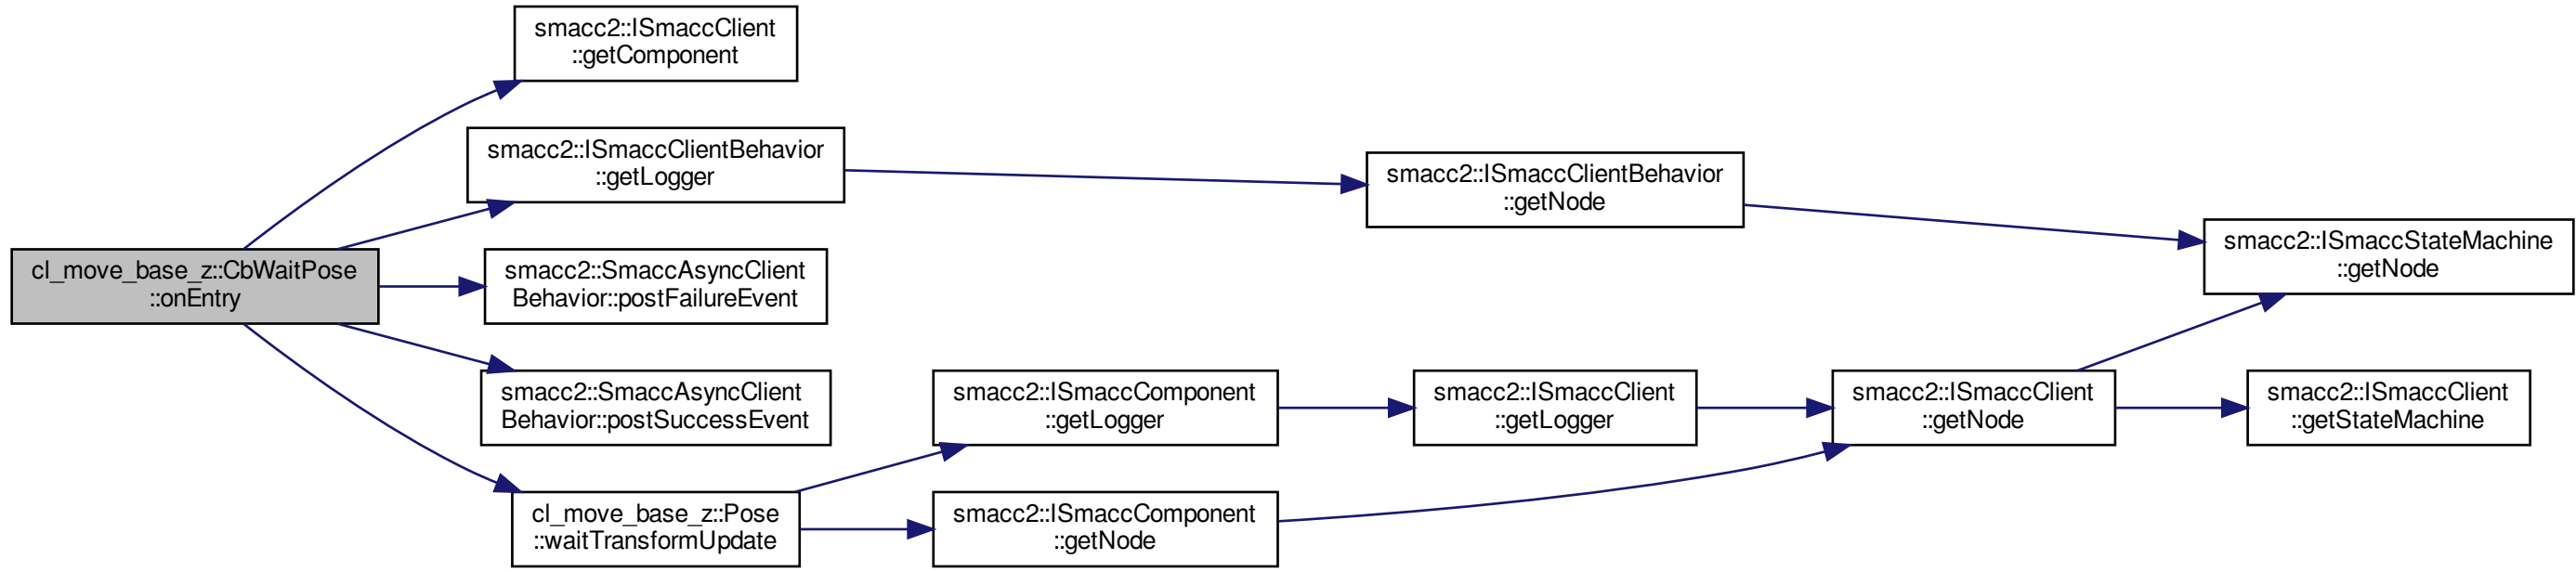 smacc2::ISmaccClient
::getComponent
smacc2::ISmaccClientBehavior
::getLogger
smacc2::ISmaccClientBehavior
::getNode
smacc2::ISmaccStateMachine
::getNode
cl_move_base_z::CbWaitPose
::onEntry
smacc2::SmaccAsyncClient
Behavior::postFailureEvent
smacc2::SmaccAsyncClient
Behavior::postSuccessEvent
smacc2::ISmaccComponent
::getLogger
smacc2::ISmaccClient
::getLogger
smacc2::ISmaccClient
::getNode
smacc2::ISmaccClient
::getStateMachine
cl_move_base_z::Pose
::waitTransformUpdate
smacc2::ISmaccComponent
::getNode